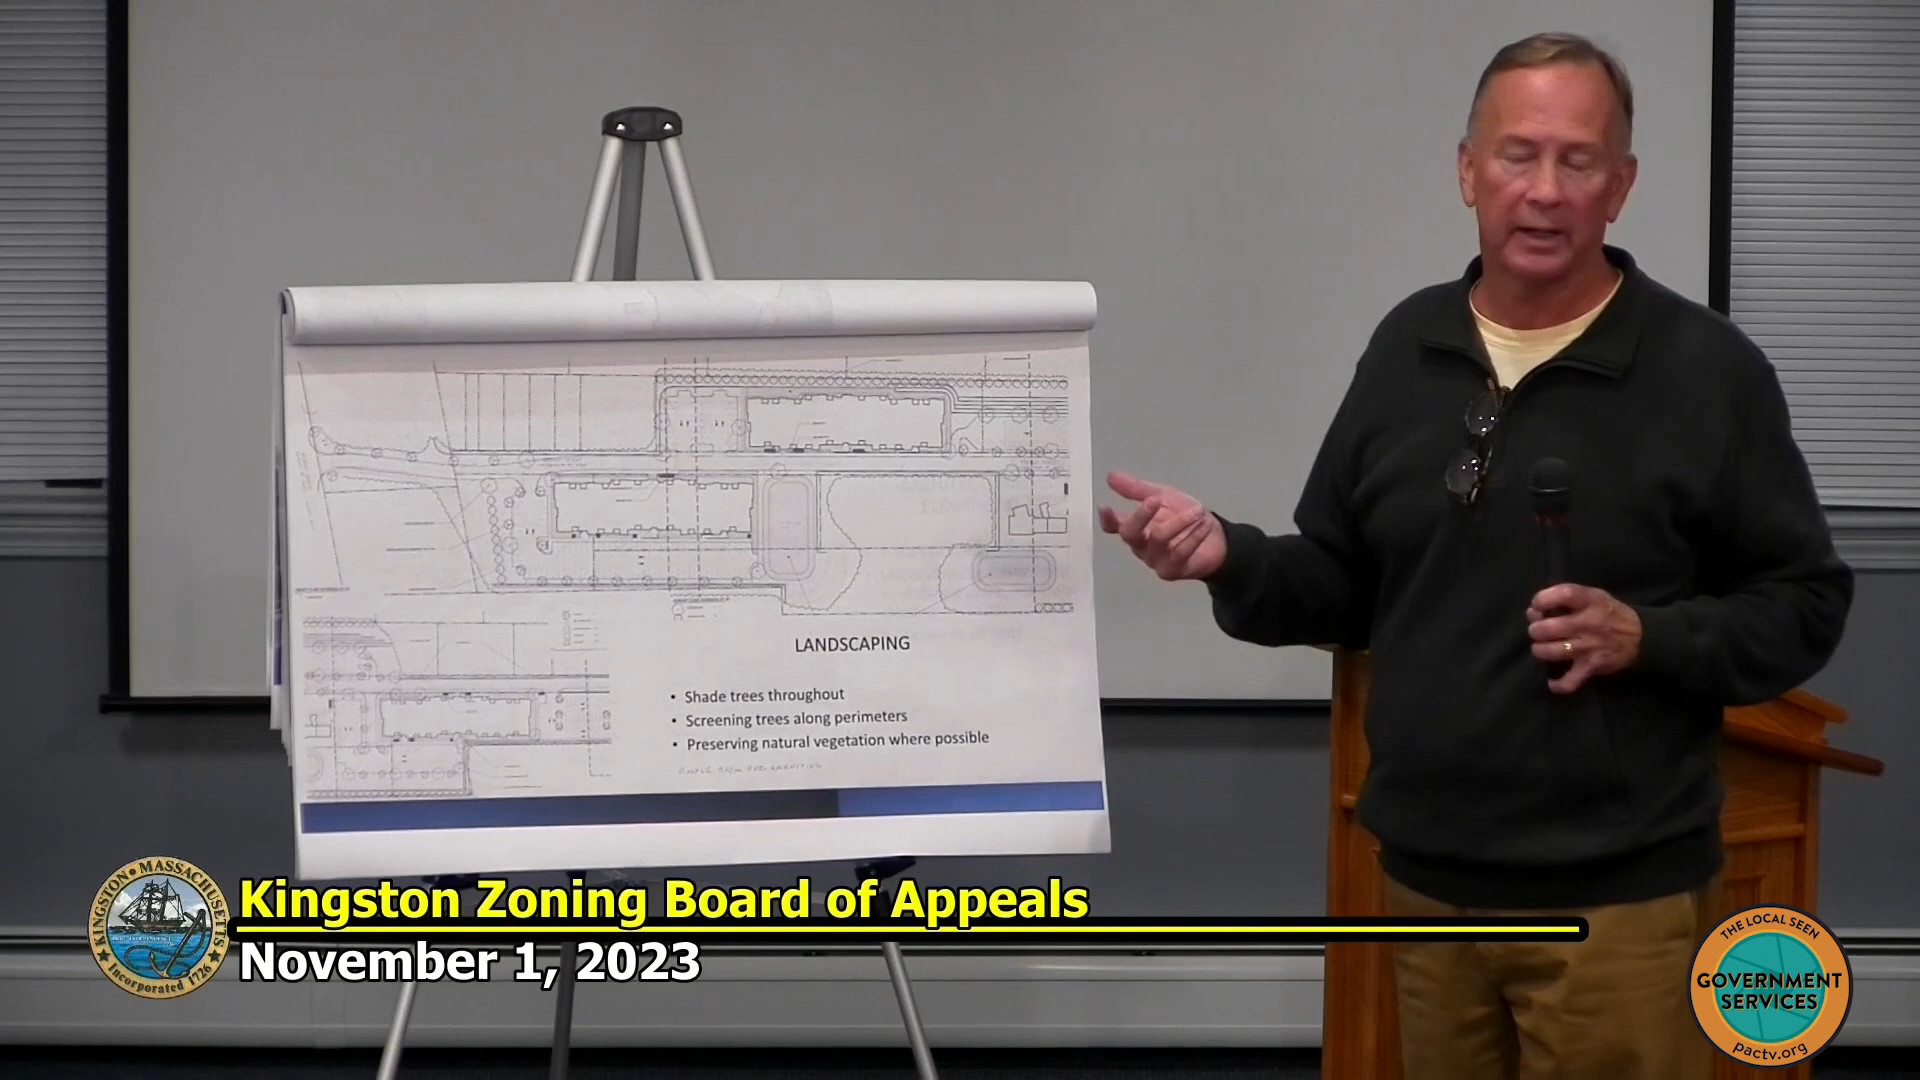 LANDSCAPING
• Shade trees throughout
• Screening trees along perimeters
• Preserving natural vegetation where possible
Kingston Zoning Board of Appeals
November 1, 2023
KINGSTON • MASSACHUSETTS
Incorporated 1726
THE LOCAL SEEN
GOVERNMENT
SERVICES
pactv.org